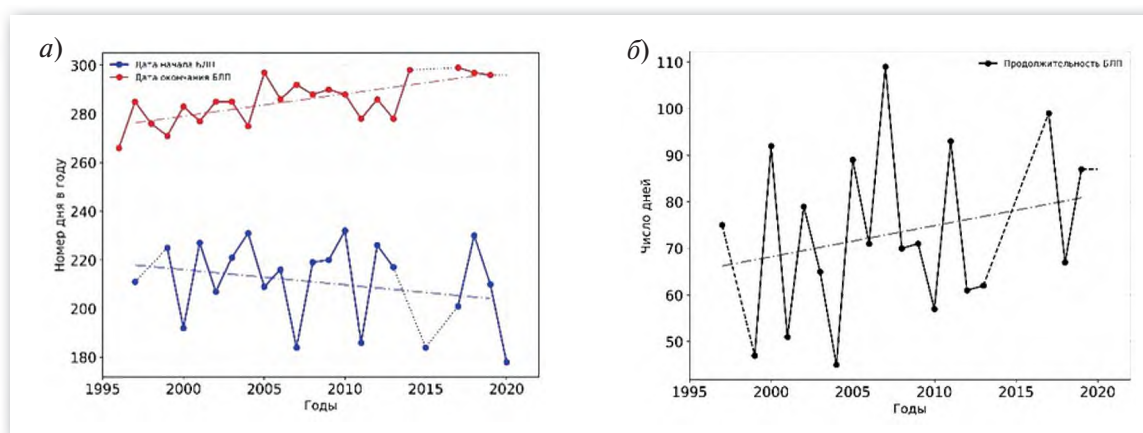 а)
Дата начала БЛП
Дата окончания БЛП
300
280
260
240
220
200
180
Номер дня в году
1995 2000 2005 2010 2015 2020
Годы
б)
Продолжительность БЛП
110
100
90
80
70
60
50
Число дней
1995 2000 2005 2010 2015 2020
Годы